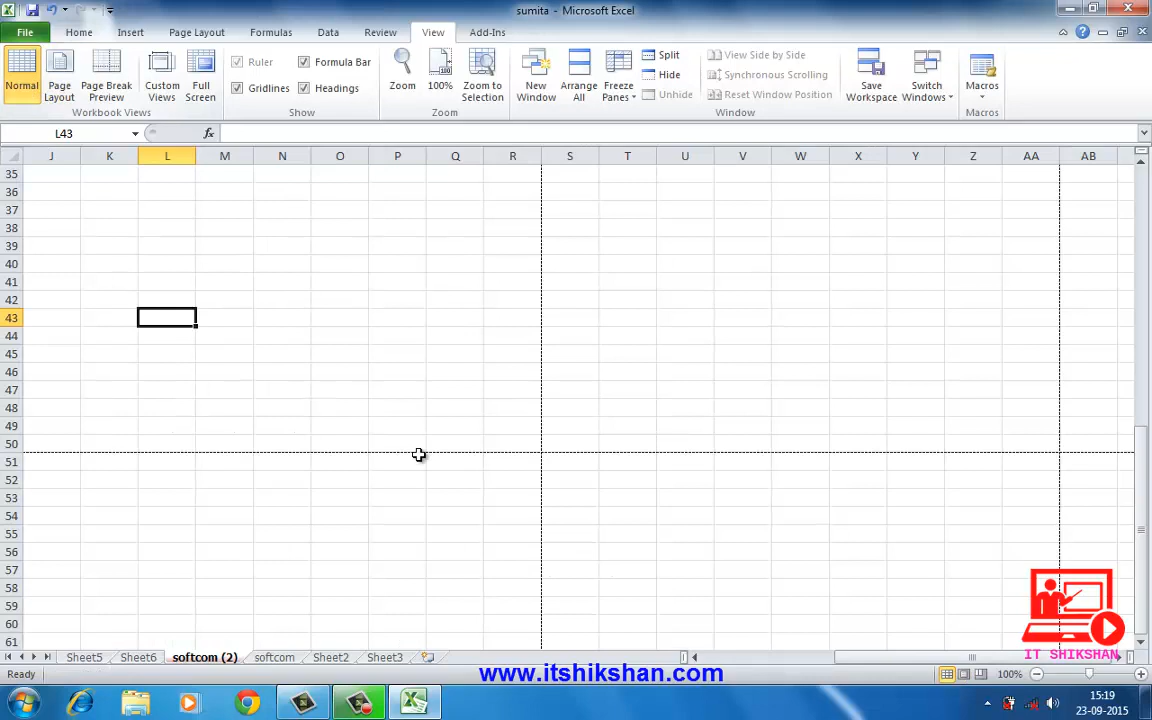 sumita - Microsoft Excel
File Home Insert Page Layout Formulas Data Review View Add-Ins
Normal Page Layout Page Break Preview Custom Views Full Screen
Workbook Views
Ruler Formula Bar
Gridlines Headings
Show
Zoom 100% Zoom to Selection
Zoom
New Window Arrange All Freeze Panes
Split
Hide
Unhide
View Side by Side
Synchronous Scrolling
Reset Window Position
Window
Save Workspace Switch Windows
Macros
Macros
L43 fx
J K L M N O P Q R S T U V W X Y Z AA AB
35
36
37
38
39
40
41
42
43
44
45
46
47
48
49
50
51
52
53
54
55
56
57
58
59
60
61
IT SHIKSHAN
Sheet5 Sheet6 softcom (2) softcom Sheet2 Sheet3
Ready www.itshikshan.com 100%
15:19
23-09-2015